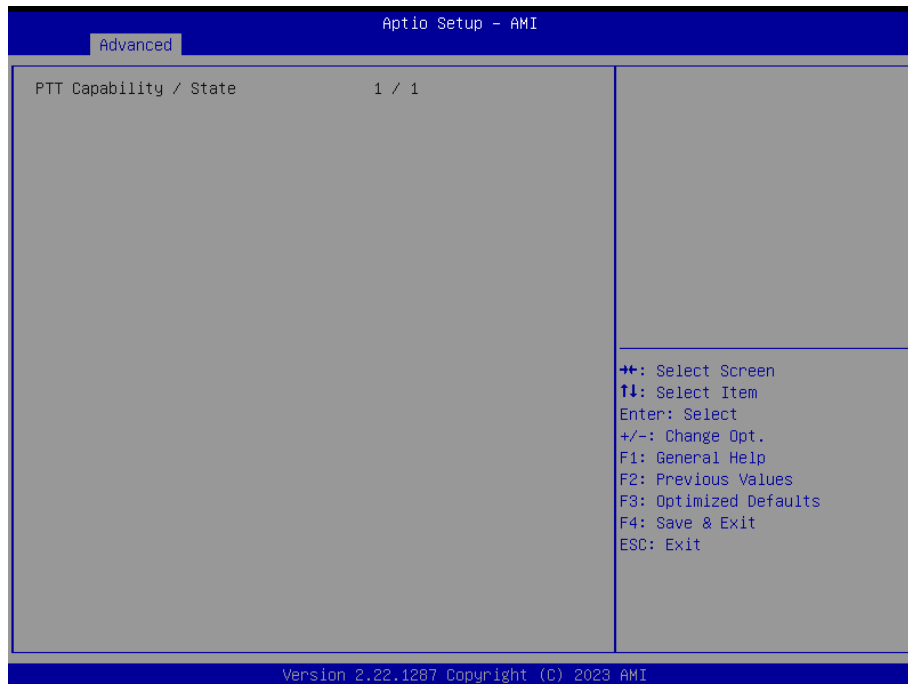 Aptio Setup – AMI
Advanced
PTT Capability / State 1 / 1
→←: Select Screen
↑↓: Select Item
Enter: Select
+/-: Change Opt.
F1: General Help
F2: Previous Values
F3: Optimized Defaults
F4: Save & Exit
ESC: Exit
Version 2.22.1287 Copyright (C) 2023 AMI